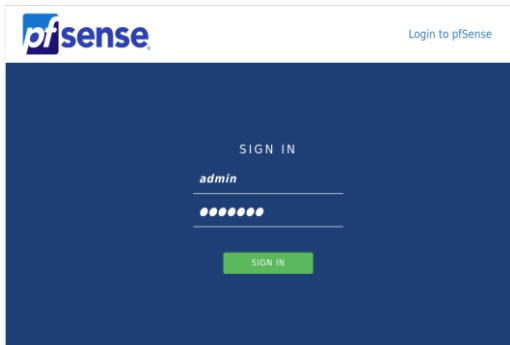 pfsense
Login to pfSense
SIGN IN
admin
●●●●●●●
SIGN IN